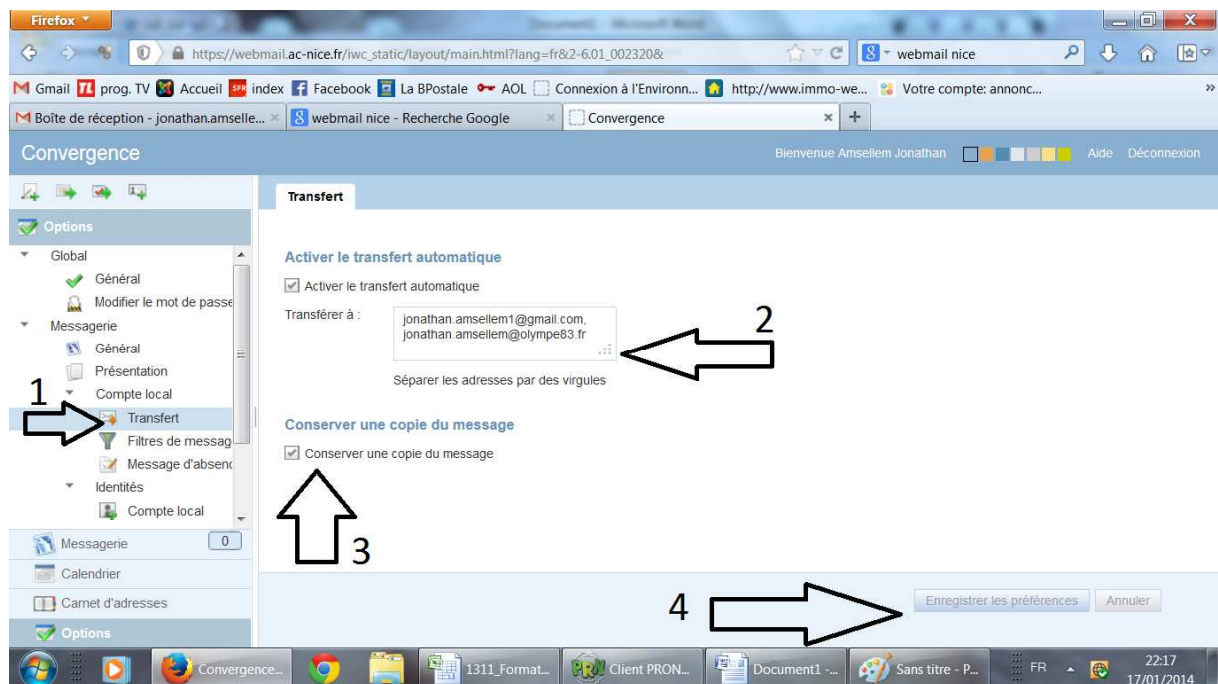 Firefox
https://webmail.ac-nice.fr/iwc_static/layout/main.html?lang=fr&2-6.01_002320&
webmail nice
Gmail prog. TV Accueil SFR index Facebook La BPostale AOL Connexion à l'Environn... http://www.immo-we... Votre compte: annonc... »
Boîte de réception - jonathan.amselle... webmail nice - Recherche Google Convergence
Convergence Bienvenue Amsellem Jonathan Aide Déconnexion
Transfert
Options
Global
Général
Modifier le mot de passe
Messagerie
Général
Présentation
Compte local
Transfert
Filtres de messag
Message d'absenc
Identités
Compte local
Messagerie 0
Calendrier
Carnet d'adresses
Options
Activer le transfert automatique
Activer le transfert automatique
Transférer à :
jonathan.amsellem1@gmail.com,
jonathan.amsellem@olympe83.fr
Séparer les adresses par des virgules
Conserver une copie du message
Conserver une copie du message
1
2
3
4
Enregistrer les préférences Annuler
Convergence... 1311_Format... Client PRON... Document1 -... Sans titre - P... FR 22:17
17/01/2014